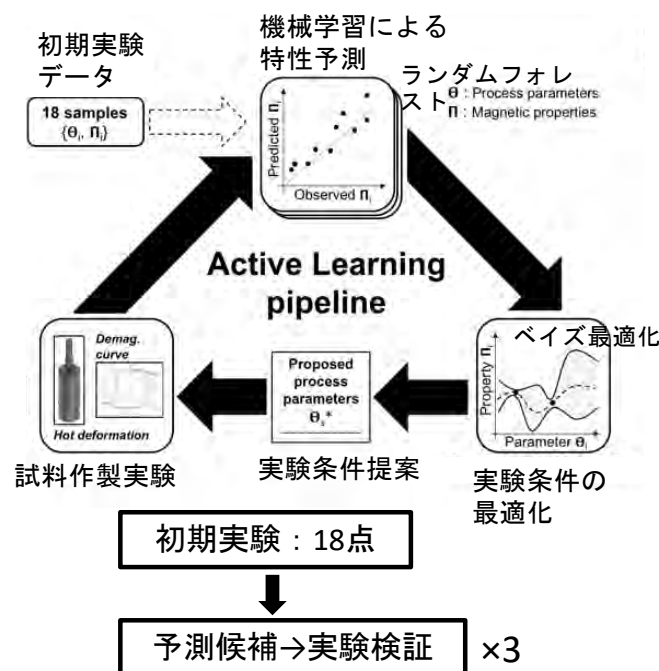 初期実験
データ
18 samples
{Θᵢ, Πᵢ}
機械学習による
特性予測
Predicted Πᵢ
Observed Πᵢ
ランダムフォレ
スト
Θ : Process parameters
Π : Magnetic properties
Active Learning
pipeline
Demag.
curve
Hot deformation
試料作製実験
Proposed
process
parameters
Θₛ*
実験条件提案
ベイズ最適化
Property Πᵢ
Parameter Θᵢ
実験条件の
最適化
初期実験：18点
予測候補→実験検証
×3